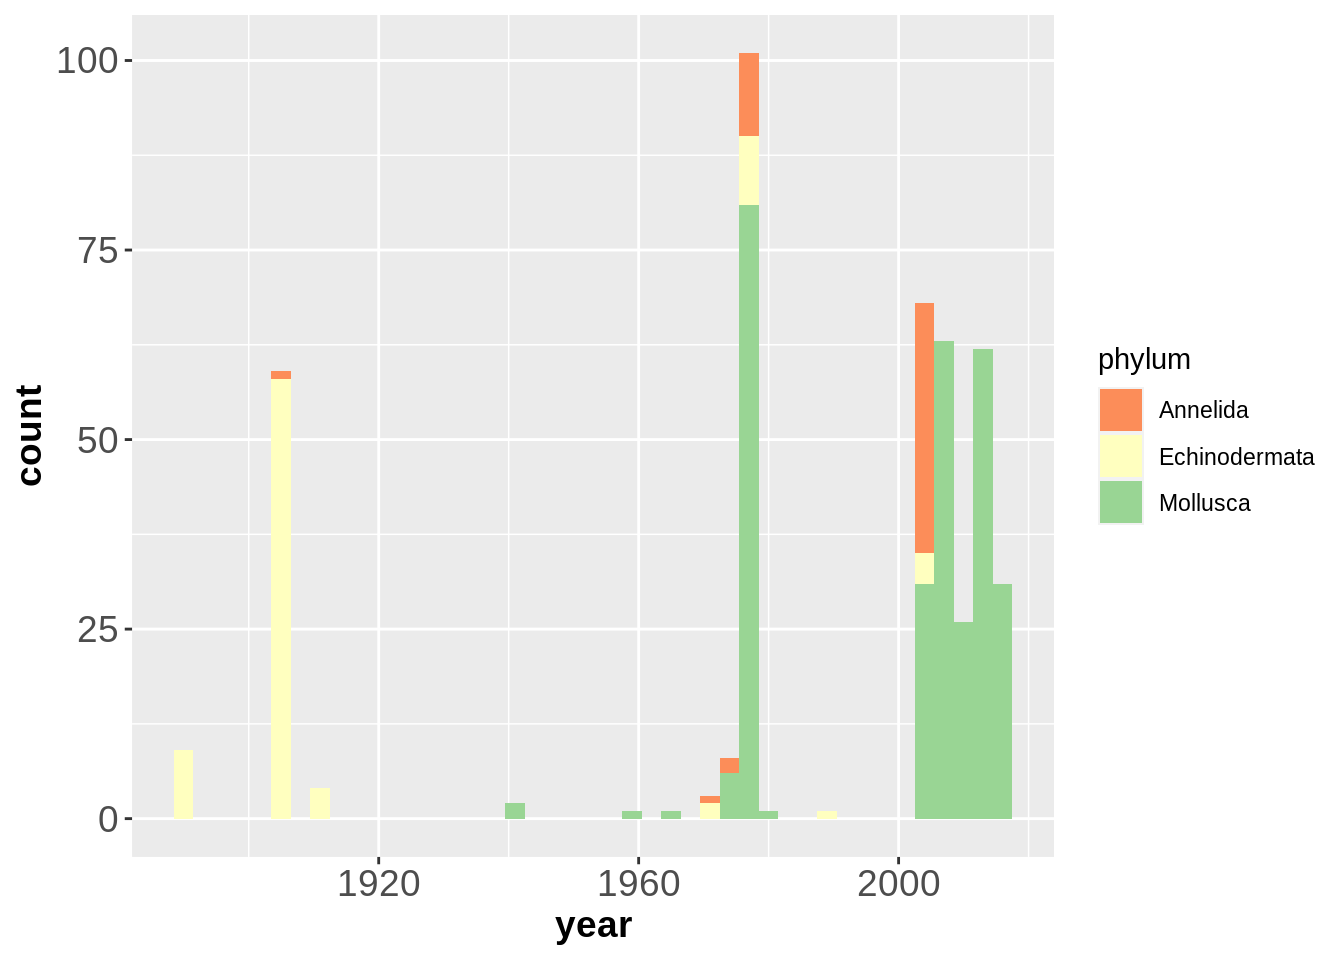 100
75
50
25
0
count
1920
1960
2000
year
phylum
Annelida
Echinodermata
Mollusca